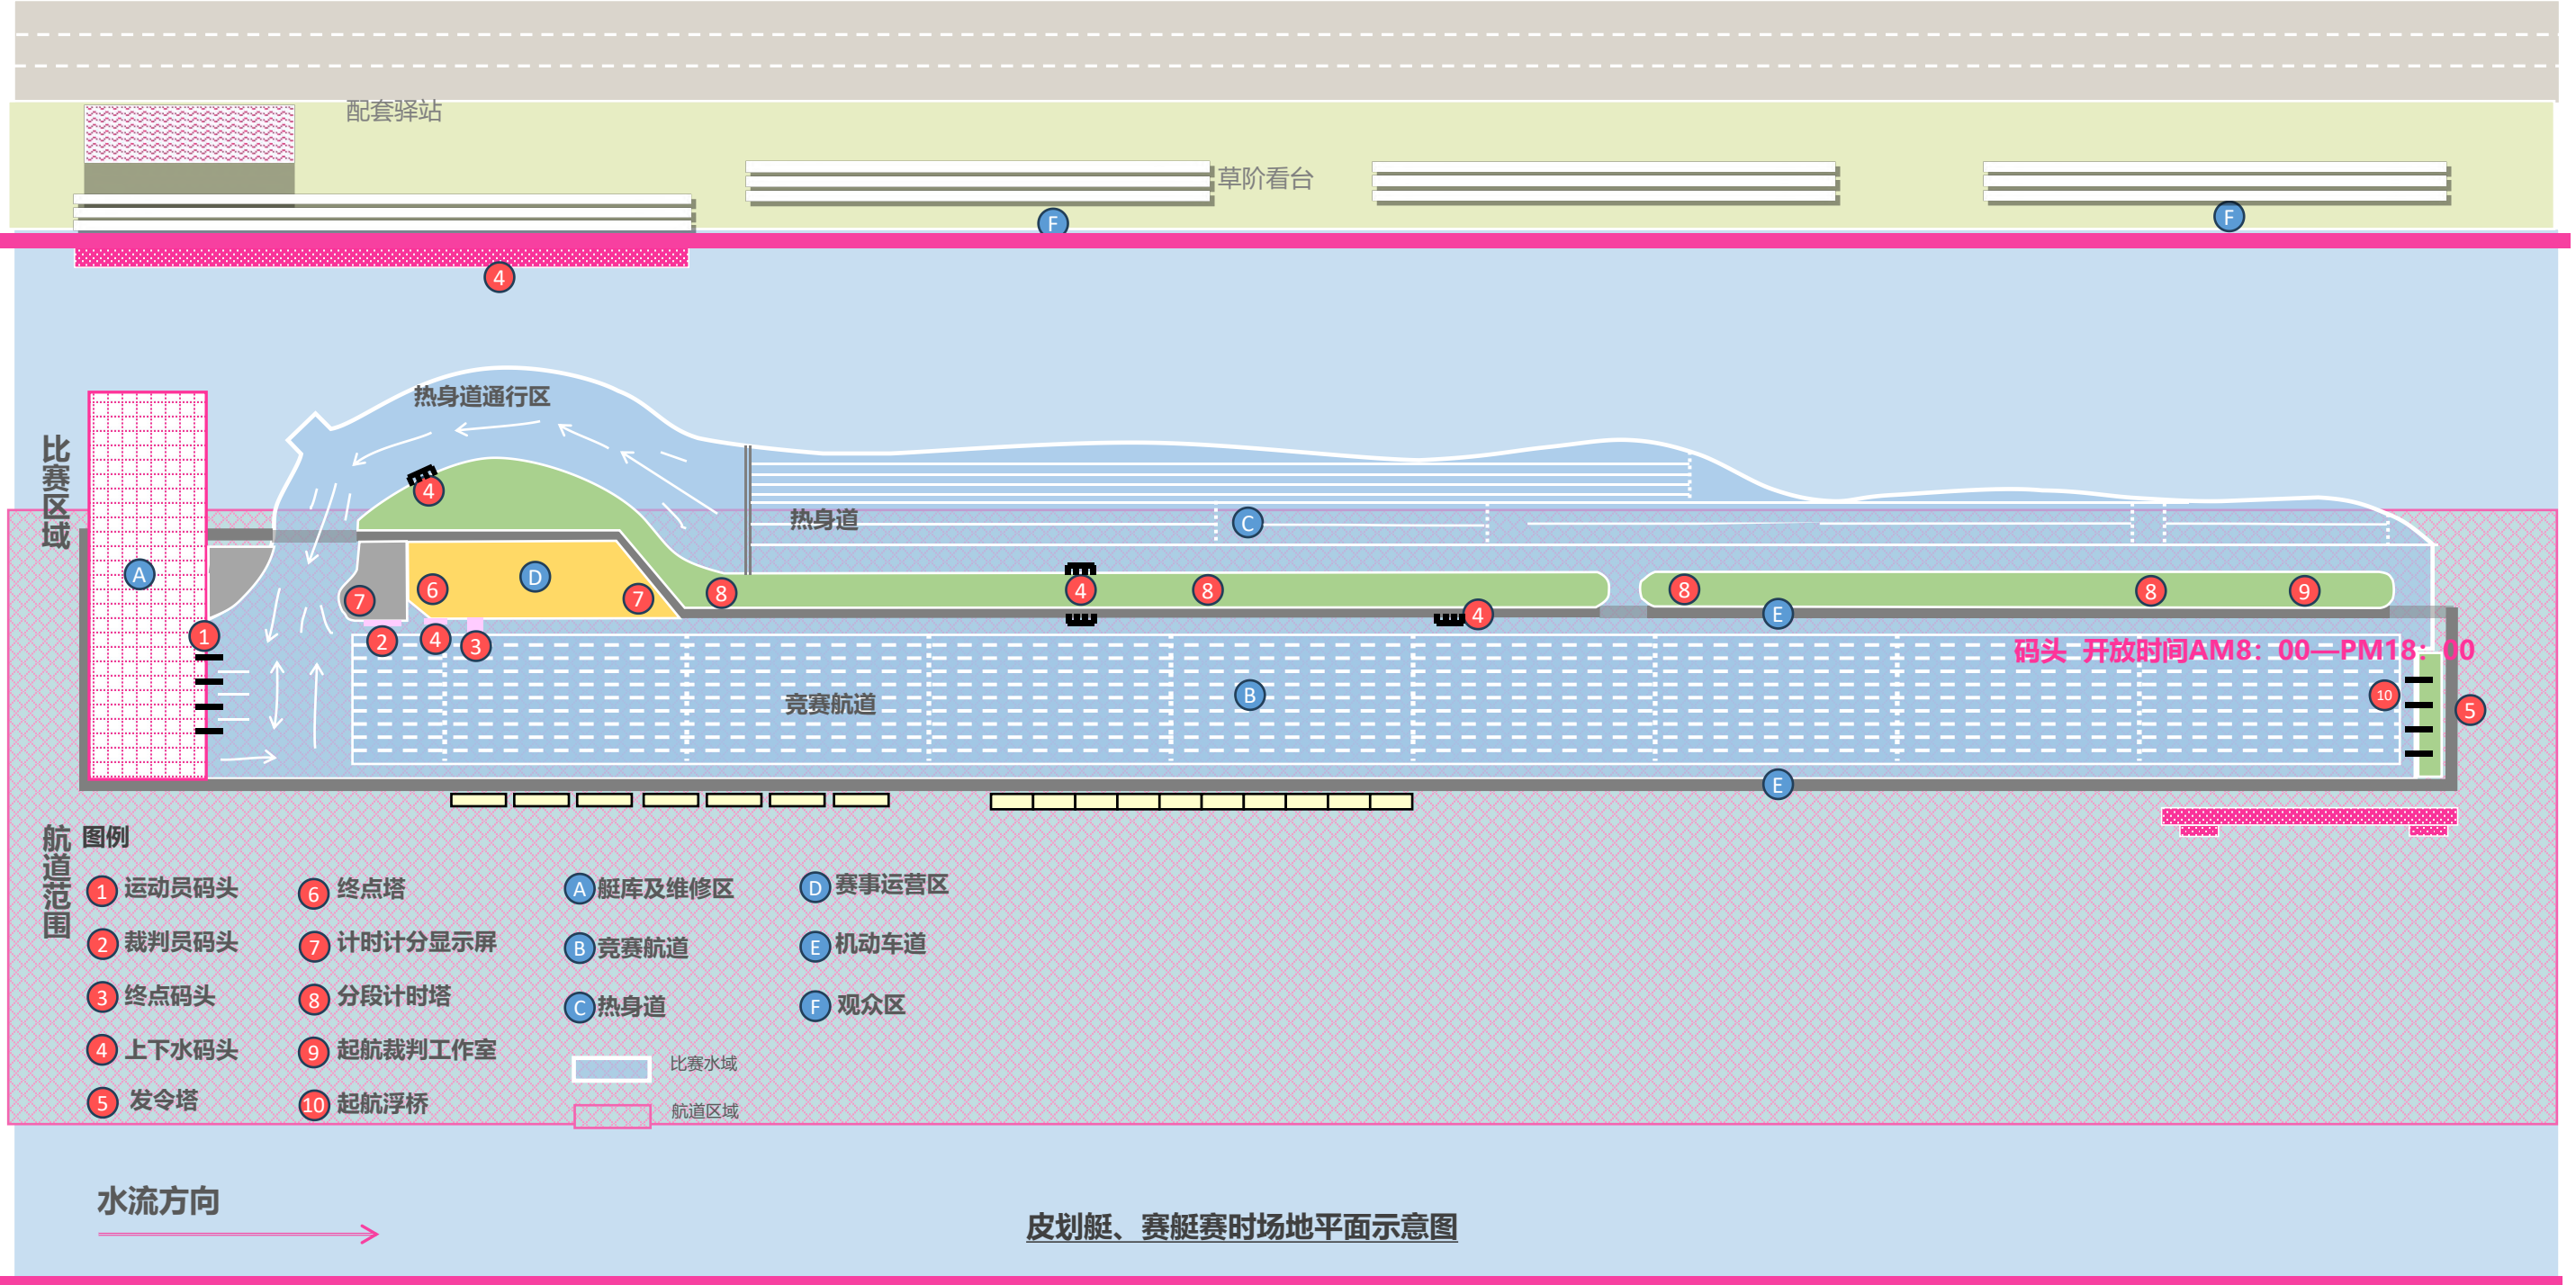 配套驿站
草阶看台
F
F
4
热身道通行区
比赛区域
4
热身道
C
A
6
D
7
7
8
4
8
8
8
9
1
2
4
3
4
E
码头 开放时间AM8：00—PM18：00
竞赛航道
B
10
5
E
航道范围
图例
1 运动员码头
2 裁判员码头
3 终点码头
4 上下水码头
5 发令塔
6 终点塔
7 计时计分显示屏
8 分段计时塔
9 起航裁判工作室
10 起航浮桥
A 艇库及维修区
B 竞赛航道
C 热身道
D 赛事运营区
E 机动车道
F 观众区
比赛水域
航道区域
水流方向
皮划艇、赛艇赛时场地平面示意图